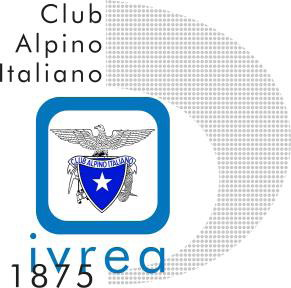 Club
Alpino
Italiano
CLUB ALPINO ITALIANO
ivrea
1875